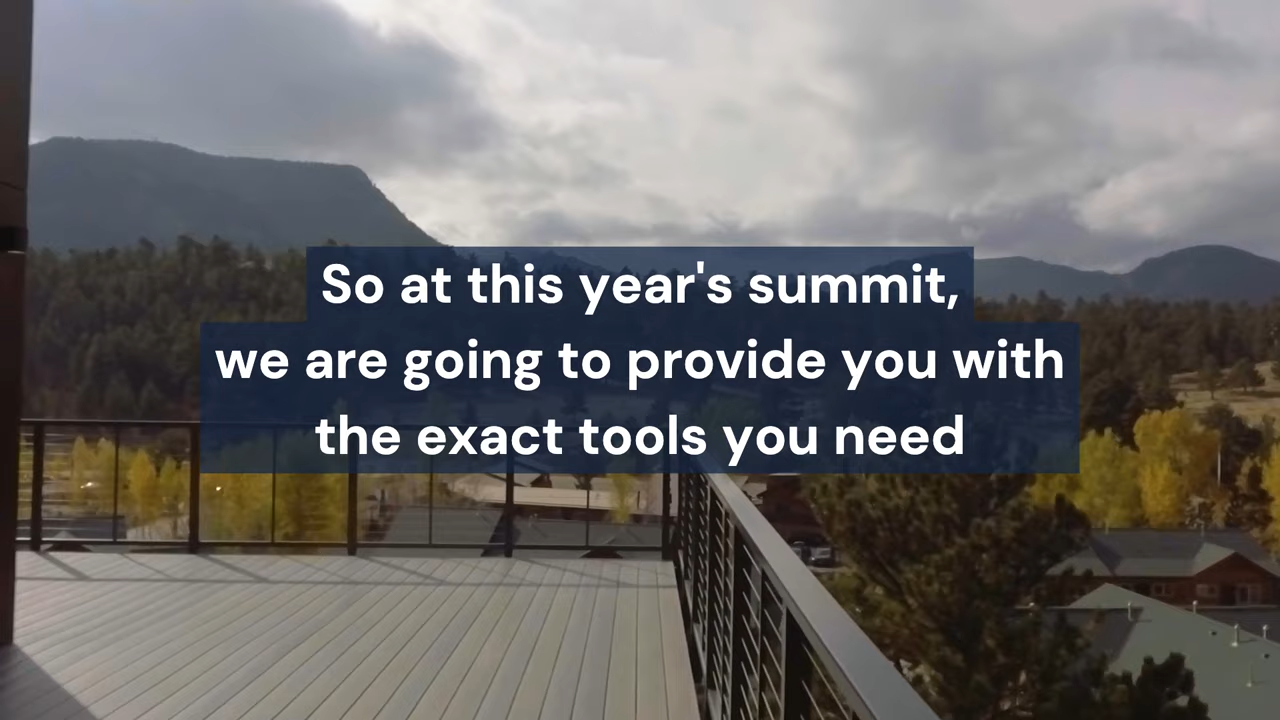 So at this year's summit,
we are going to provide you with
the exact tools you need